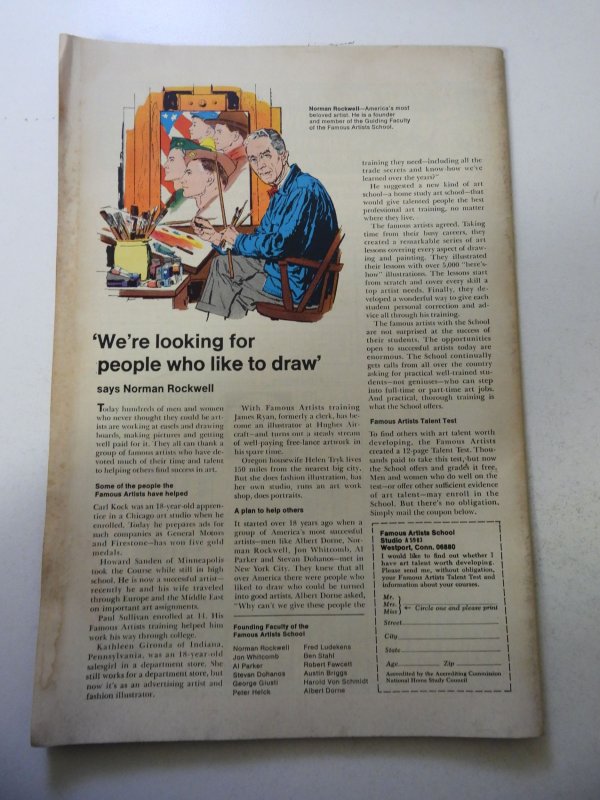 Norman Rockwell—America's most
beloved artist. He is a founder
and member of the Guiding Faculty
of the Famous Artists School.
'We're looking for
people who like to draw'
says Norman Rockwell
Today hundreds of men and women
who never thought they could be art-
ists are working at easels and drawing
boards, making pictures and getting
well paid for it. They all can thank a
group of famous artists who have de-
voted much of their time and talent
to helping others find success in art.
Some of the people the
Famous Artists have helped
Carl Kock was an 18-year-old appren-
tice in a Chicago art studio when he
enrolled. Today he prepares ads for
such companies as General Motors
and Firestone—has won five gold
medals.
Howard Sanden of Minneapolis
took the Course while still in high
school. He is now a successful artist—
recently he and his wife traveled
through Europe and the Middle East
on important art assignments.
Paul Sullivan enrolled at 14. His
Famous Artists training helped him
work his way through college.
Kathleen Gironda of Indiana,
Pennsylvania, was an 18-year-old
salesgirl in a department store. She
still works for a department store, but
now it's as an advertising artist and
fashion illustrator.
With Famous Artists training
James Ryan, formerly a clerk, has be-
come an illustrator at Hughes Air-
craft—and turns out a steady stream
of well-paying free-lance artwork in
his spare time.
Oregon housewife Helen Trek lives
150 miles from the nearest big city.
But she does fashion illustration, has
her own studio, runs an art work
shop, does portraits.
A plan to help others
It started over 18 years ago when a
group of America's most successful
artists—men like Albert Dorne, Nor-
man Rockwell, Jon Whitcomb, Al
Parker and Stevan Dohanos—met in
New York City. They knew that all
over America there were people who
liked to draw who could be turned
into good artists. Albert Dorne asked,
"Why can't we give these people the
Founding Faculty of the
Famous Artists School
Norman Rockwell
Jon Whitcomb
Al Parker
Stevan Dohanos
George Giusti
Peter Helck
Fred Ludekens
Ben Stahl
Robert Fawcett
Austin Briggs
Harold Von Schmidt
Albert Dorne
training they need—including all the
trade secrets and know-how we've
learned over the years?"
He suggested a new kind of art
school—a home study art school—that
would give talented people the best
professional art training, no matter
where they live.
The famous artists agreed. Taking
time from their busy careers, they
created a remarkable series of art
lessons covering every aspect of draw-
ing and painting. They illustrated
their lessons with over 5,000 "here's-
how" illustrations. The lessons start
from scratch and cover every skill a
top artist needs. Finally, they de-
veloped a wonderful way to give each
student personal correction and ad-
vice all through his training.
The famous artists with the School
are not surprised at the success of
their students. The opportunities
open to successful artists today are
enormous. The School continually
gets calls from all over the country
asking for practical well-trained stu-
dents—not geniuses—who can step
into full-time or part-time art jobs.
And practical, thorough training is
what the School offers.
Famous Artists Talent Test
To find others with art talent worth
developing, the Famous Artists
created a 12-page Talent Test. Thou-
sands paid to take this test, but now
the School offers and grades it free.
Men and women who do well on the
test—or offer other sufficient evidence
of art talent—may enroll in the
School. But there's no obligation.
Simply mail the coupon below.
Famous Artists School
Studio
Westport, Conn. 06880
I would like to find out whether I
have art talent worth developing.
Please send me, without obligation,
your Famous Artists Talent Test and
information about your courses.
Mr.
Mrs. ← Circle one and please print
Miss
Street
City
State
Age Zip
Accredited by the Accrediting Commission
National Home Study Council